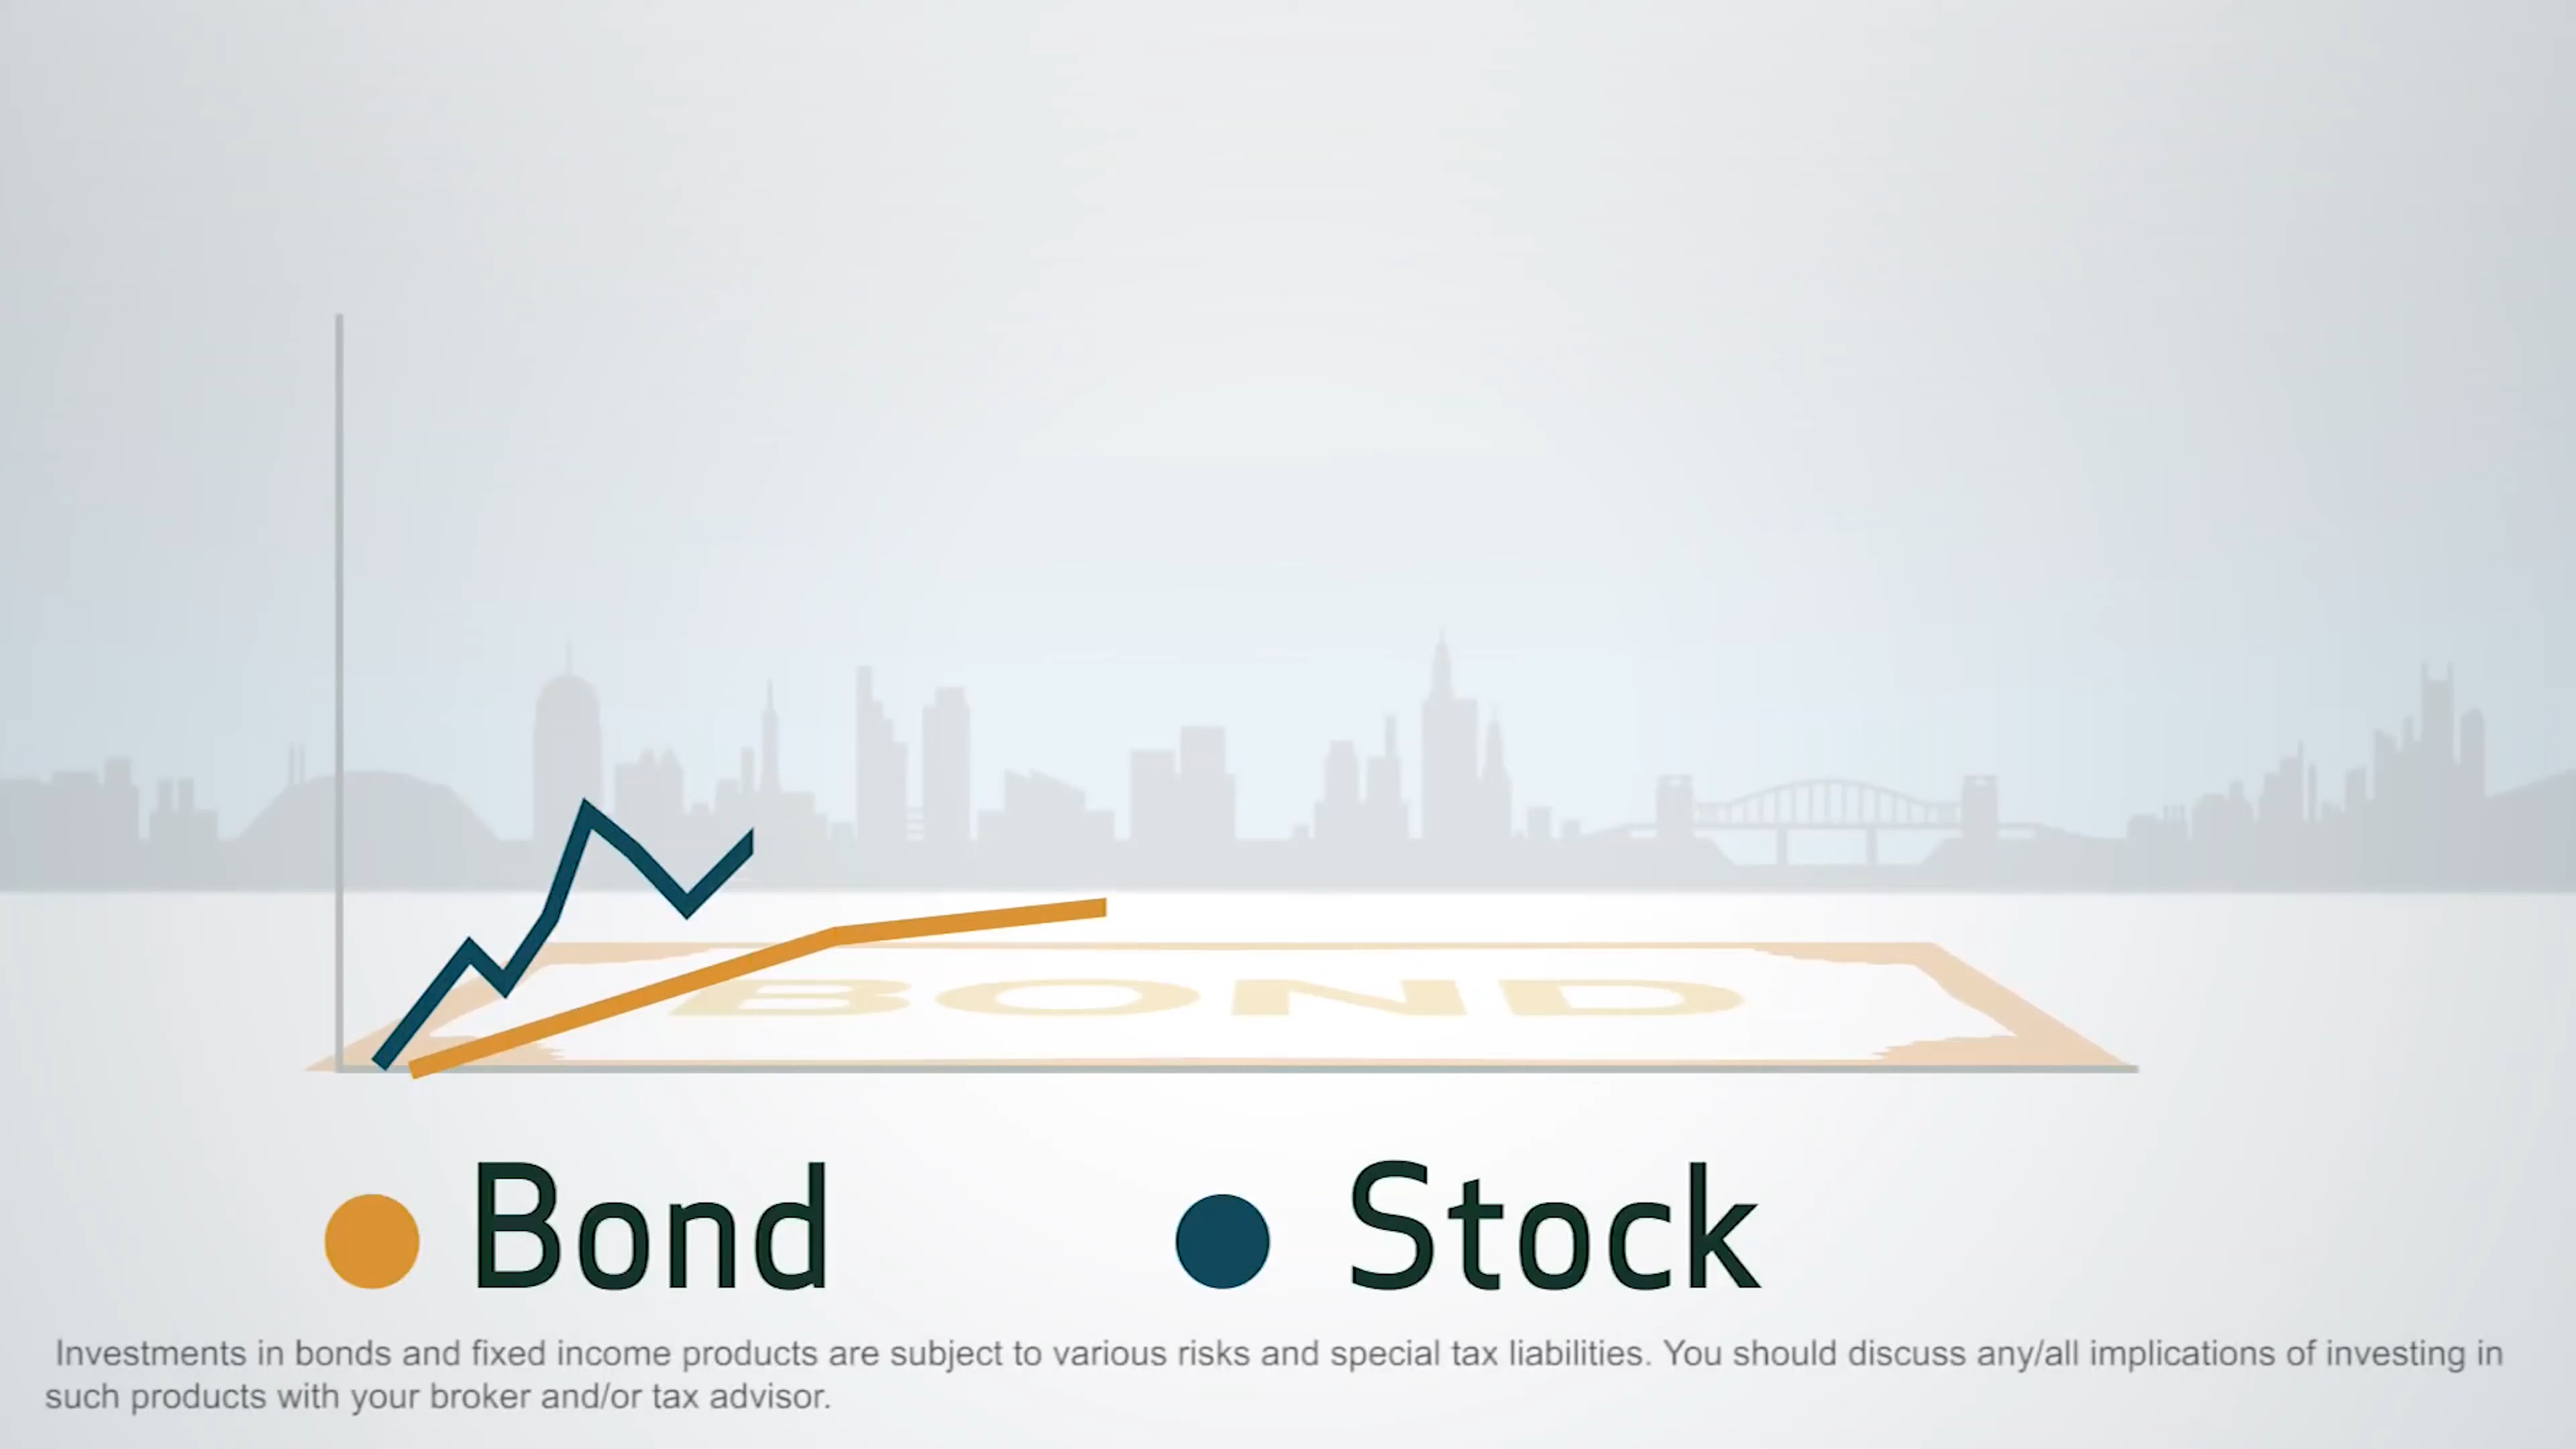 BOND
Bond
Stock
Investments in bonds and fixed income products are subject to various risks and special tax liabilities. You should discuss any/all implications of investing in
such products with your broker and/or tax advisor.